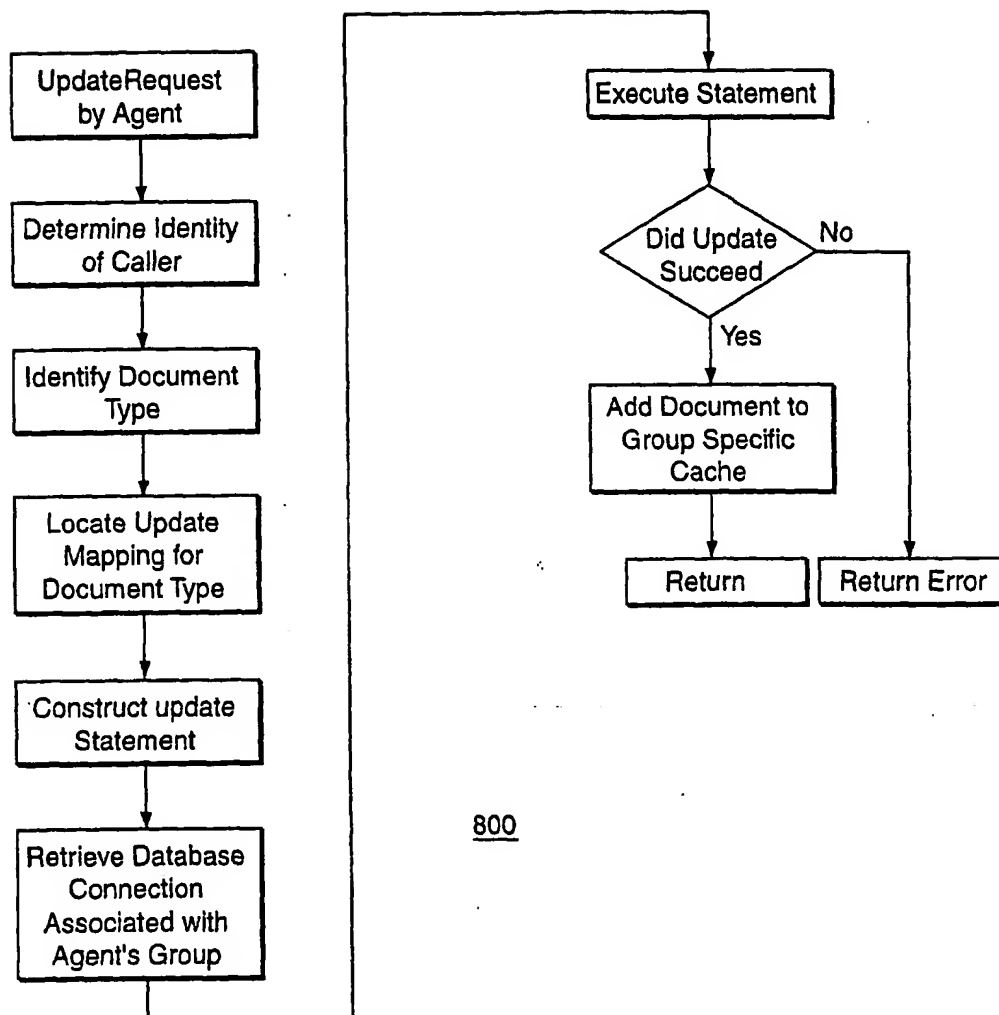 UpdateRequest
by Agent
Determine Identity
of Caller
Identify Document
Type
Locate Update
Mapping for
Document Type
Construct update
Statement
Retrieve Database
Connection
Associated with
Agent's Group
Execute Statement
Did Update
Succeed
No
Yes
Add Document to
Group Specific
Cache
Return
Return Error
800